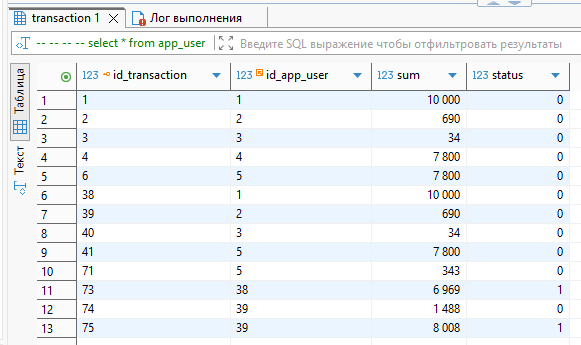 transaction 1 Лог выполнения
-- -- -- -- -- select * from app_user Введите SQL выражение чтобы отфильтровать результаты
Таблица
Текст
123 id_transaction 123 id_app_user 123 sum 123 status
1 1 1 10 000 0
2 2 2 690 0
3 3 3 34 0
4 4 4 7 800 0
5 6 5 7 800 0
6 38 1 10 000 0
7 39 2 690 0
8 40 3 34 0
9 41 5 7 800 0
10 71 5 343 0
11 73 38 6 969 1
12 74 39 1 488 0
13 75 39 8 008 1